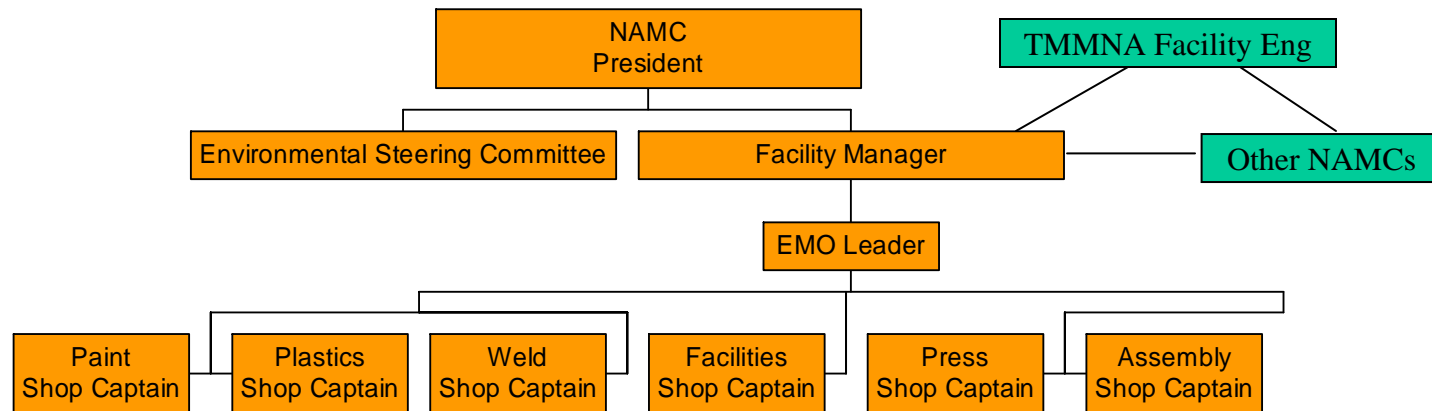 NAMC
President
TMMNA Facility Eng
Environmental Steering Committee
Facility Manager
Other NAMCs
EMO Leader
Paint
Shop Captain
Plastics
Shop Captain
Weld
Shop Captain
Facilities
Shop Captain
Press
Shop Captain
Assembly
Shop Captain